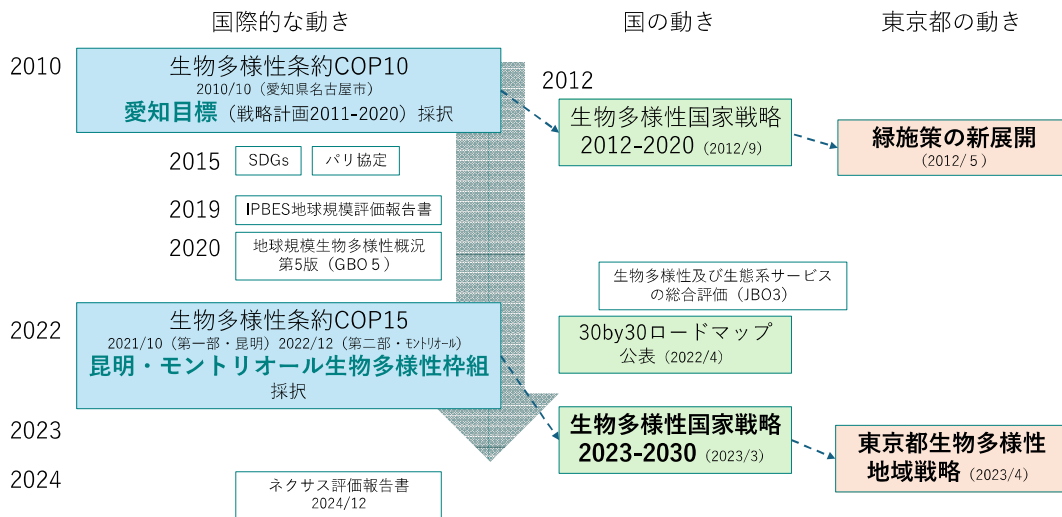 国際的な動き
国の動き
東京都の動き
2010
生物多様性条約COP10
2010/10（愛知県名古屋市）
愛知目標（戦略計画2011-2020）採択
2012
生物多様性国家戦略
2012-2020（2012/9）
緑施策の新展開
（2012/５）
2015
SDGs
パリ協定
2019
IPBES地球規模評価報告書
2020
地球規模生物多様性概況
第5版（GBO５）
生物多様性及び生態系サービス
の総合評価（JBO3）
2022
生物多様性条約COP15
2021/10（第一部・昆明）2022/12（第二部・ﾓﾝﾄﾘｵｰﾙ）
昆明・モントリオール生物多様性枠組
採択
30by30ロードマップ
公表（2022/4）
2023
生物多様性国家戦略
2023-2030（2023/3）
東京都生物多様性
地域戦略（2023/4）
2024
ネクサス評価報告書
2024/12